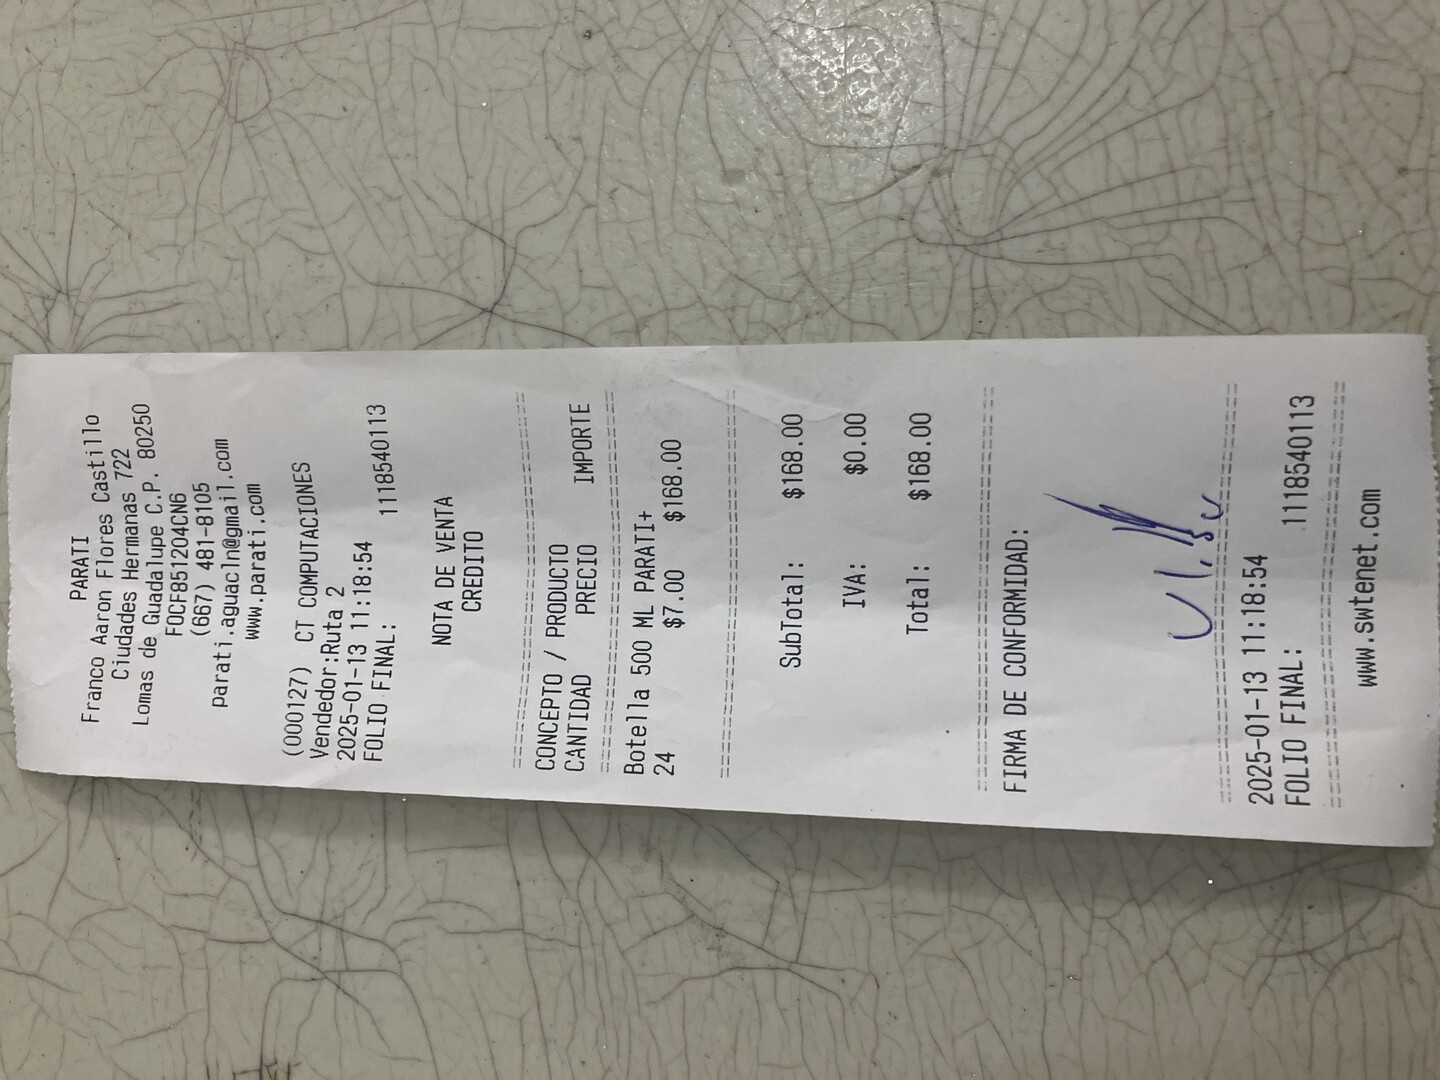 PARATI
Franco Aaron Flores Castillo
Ciudades Hermanas 722
Lomas de Guadalupe C.P. 80250
FOCF851204CN6
(667) 481-8105
parati.aguacln@gmail.com
www.parati.com
(000127) CT COMPUTACIONES
Vendedor:Ruta 2
2025-01-13 11:18:54
FOLIO FINAL: 1118540113
NOTA DE VENTA
CREDITO
CONCEPTO / PRODUCTO
CANTIDAD PRECIO IMPORTE
Botella 500 ML PARATI+
24 $7.00 $168.00
SubTotal: $168.00
IVA: $0.00
Total: $168.00
FIRMA DE CONFORMIDAD:
2025-01-13 11:18:54
FOLIO FINAL: 1118540113
www.swtenet.com